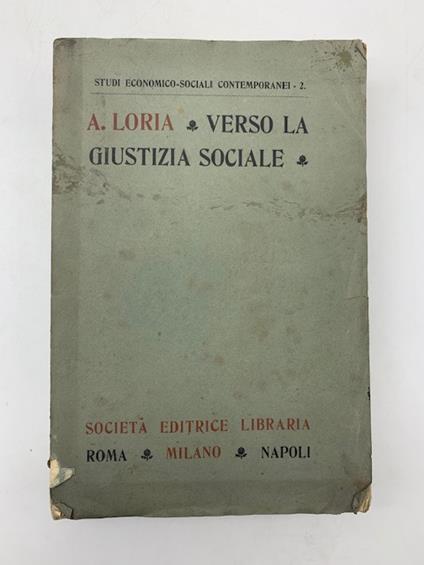 STUDI ECONOMICO-SOCIALI CONTEMPORANEI - 2.
A. LORIA VERSO LA
GIUSTIZIA SOCIALE
SOCIETÀ EDITRICE LIBRARIA
ROMA MILANO NAPOLI